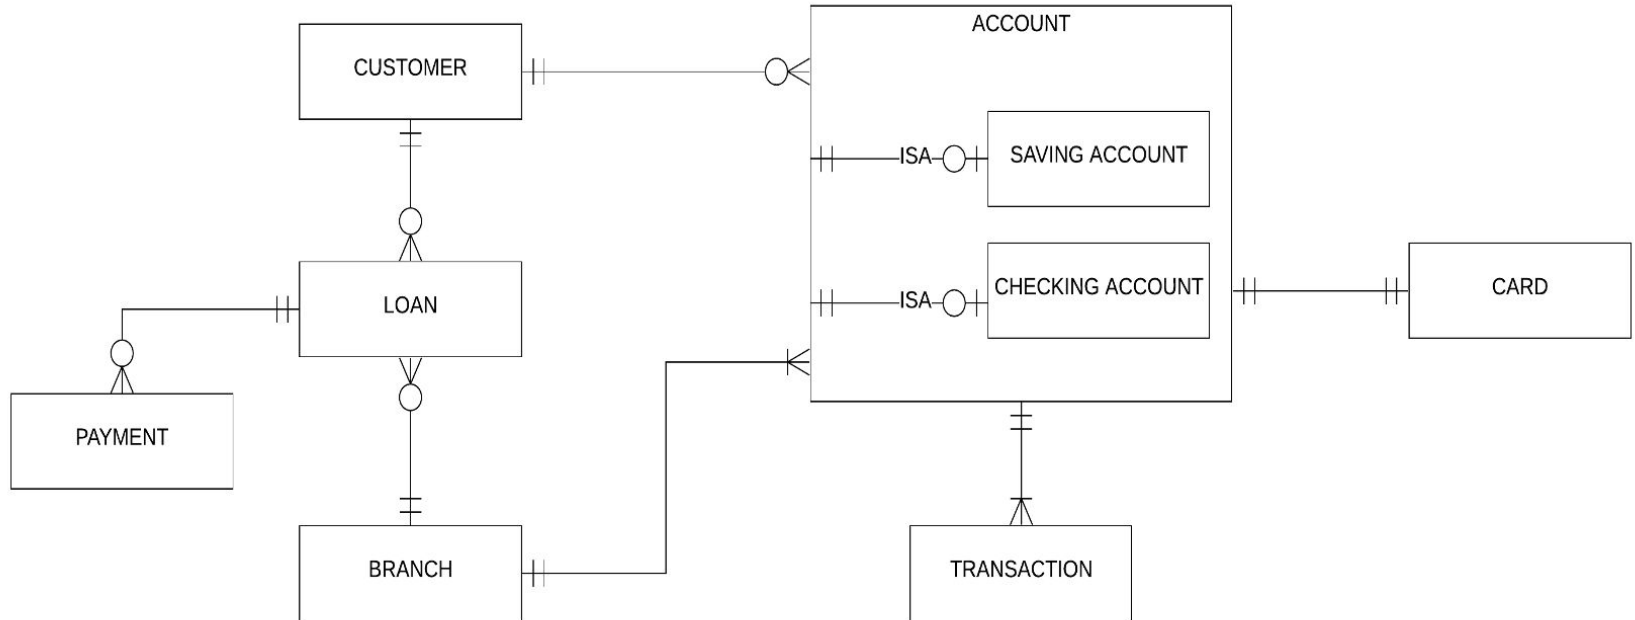 ACCOUNT
CUSTOMER
ISA
SAVING ACCOUNT
ISA
CHECKING ACCOUNT
CARD
LOAN
PAYMENT
BRANCH
TRANSACTION